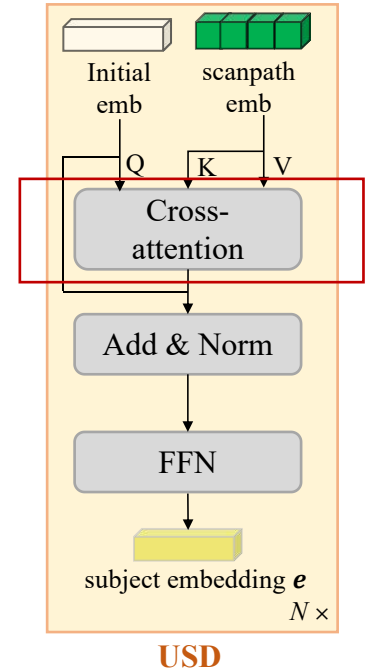 Initial
emb
scanpath
emb
Q
K
V
Cross-
attention
Add & Norm
FFN
subject embedding e
N ×
USD